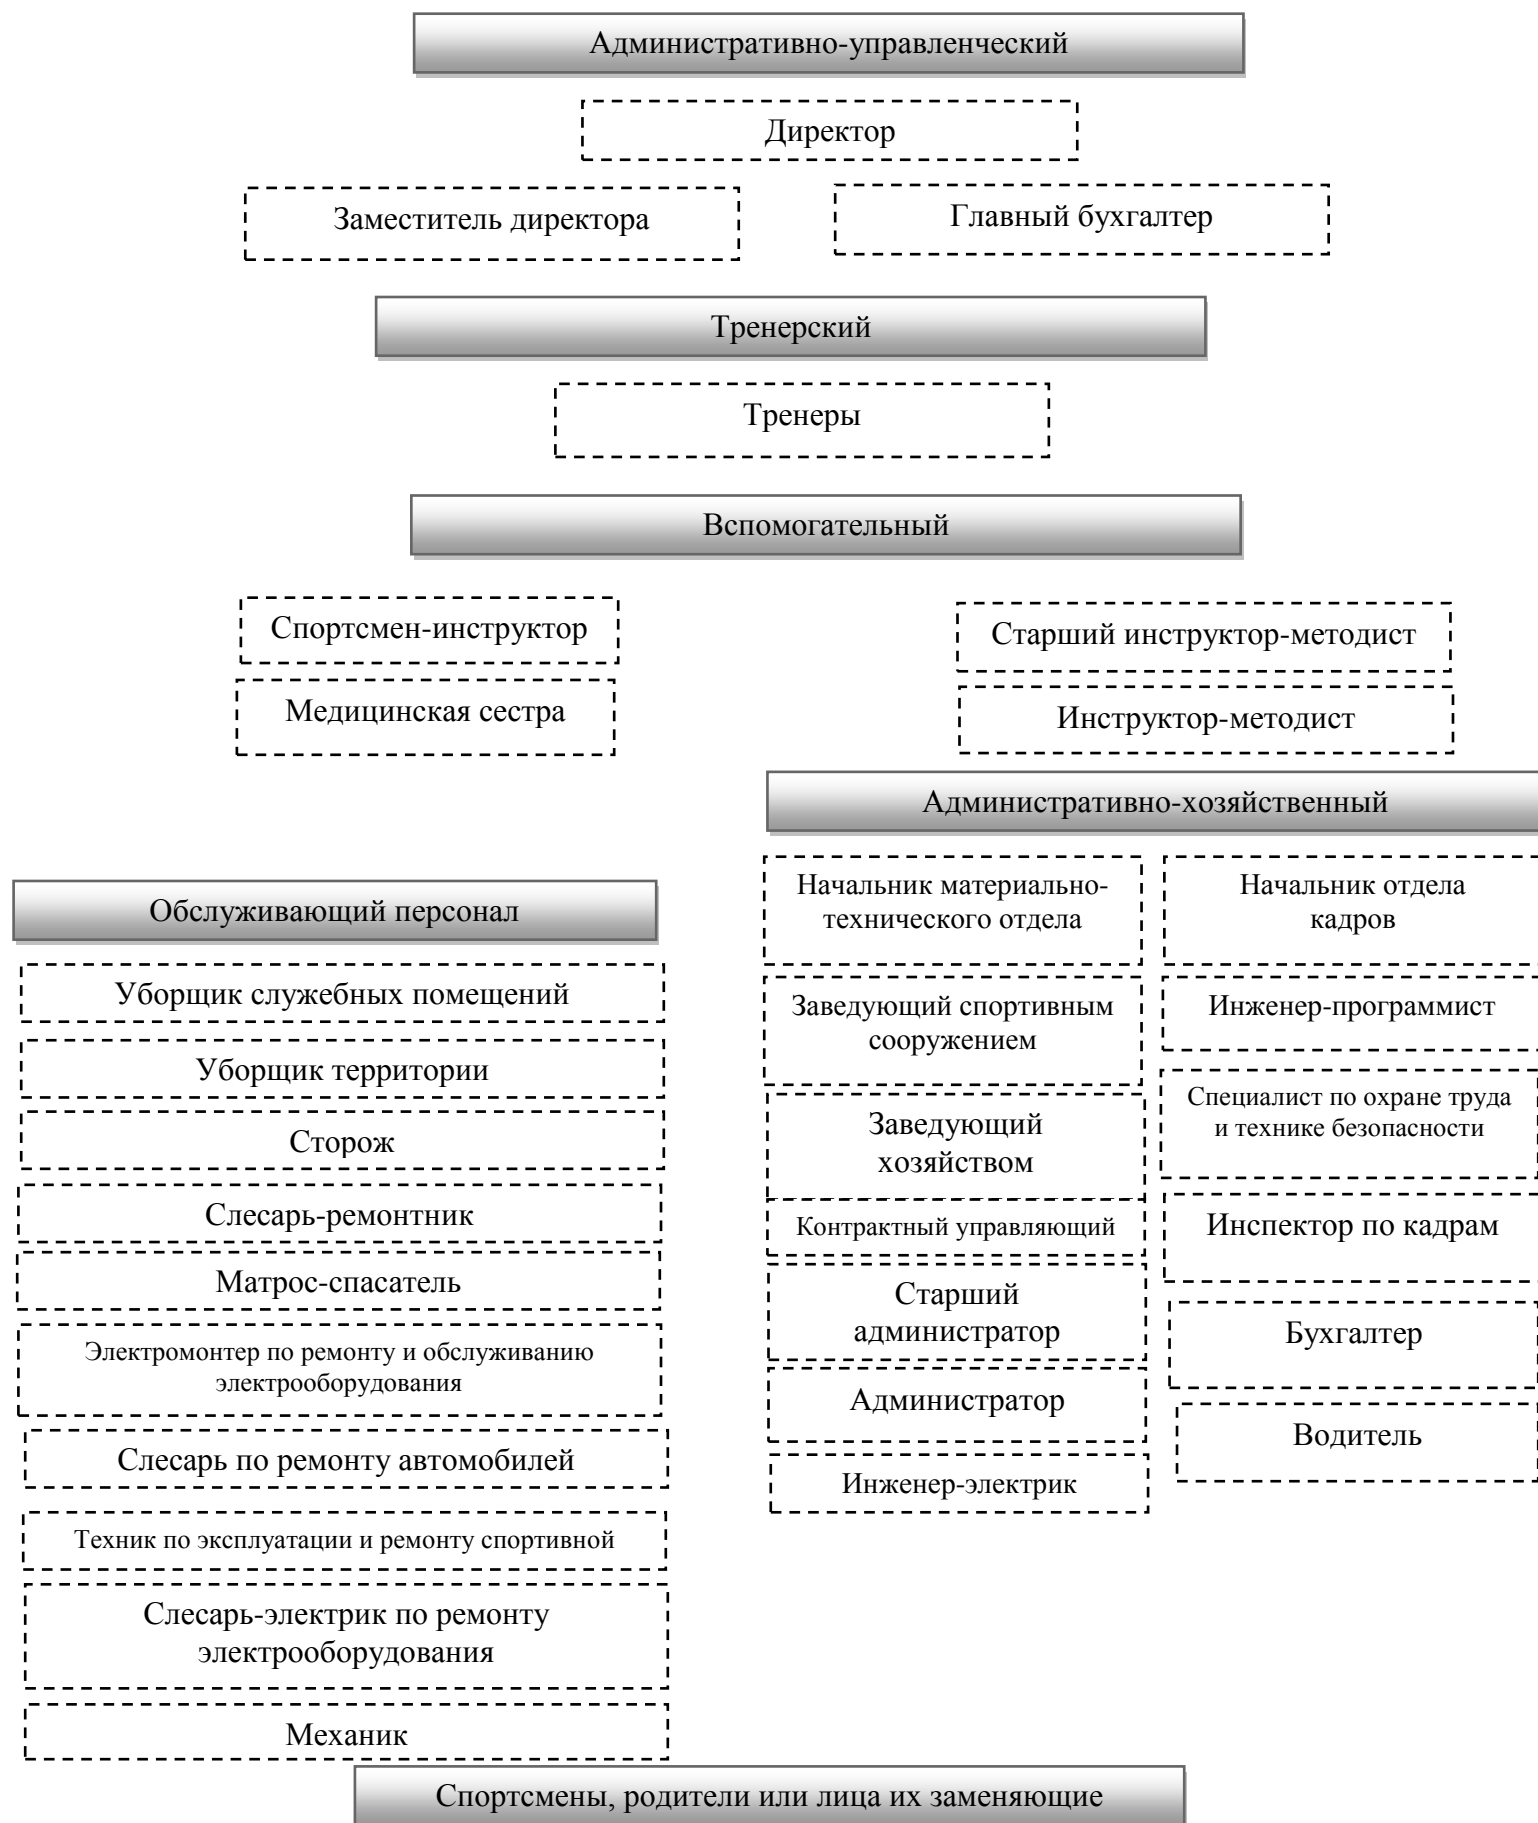 Административно-управленческий
Директор
Заместитель директора
Главный бухгалтер
Тренерский
Тренеры
Вспомогательный
Спортсмен-инструктор
Медицинская сестра
Старший инструктор-методист
Инструктор-методист
Обслуживающий персонал
Уборщик служебных помещений
Уборщик территории
Сторож
Слесарь-ремонтник
Матрос-спасатель
Электромонтер по ремонту и обслуживанию
электрооборудования
Слесарь по ремонту автомобилей
Техник по эксплуатации и ремонту спортивной
Слесарь-электрик по ремонту
электрооборудования
Механик
Административно-хозяйственный
Начальник материально-
технического отдела
Заведующий спортивным
сооружением
Заведующий
хозяйством
Контрактный управляющий
Старший
администратор
Администратор
Инженер-электрик
Начальник отдела
кадров
Инженер-программист
Специалист по охране труда
и технике безопасности
Инспектор по кадрам
Бухгалтер
Водитель
Спортсмены, родители или лица их заменяющие